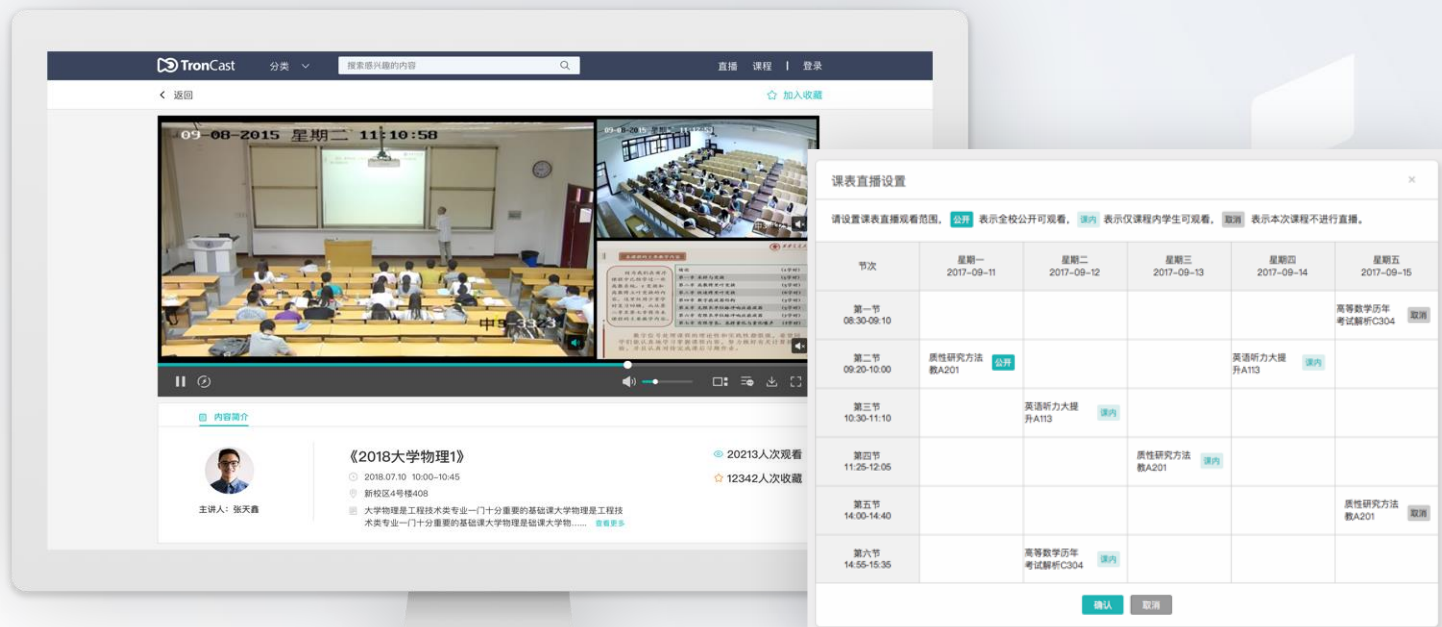 TronCast
分类
搜索感兴趣的内容
直播 课程 | 登录
返回
加入收藏
09-08-2015 星期二 11:10:58
内容简介
主讲人：张天鑫
《2018大学物理1》
2018.07.10 10:00-10:45
新校区4号楼408
大学物理是工程技术类专业一门十分重要的基础课大学物理是工程技
术类专业一门十分重要的基础课大学物理是础课大学物...... 查看更多
20213人次观看
12342人次收藏
课表直播设置
请设置课表直播观看范围。 公开 表示全校公开可观看， 课内 表示仅课程内学生可观看， 取消 表示本次课程不进行直播。
节次 星期一 星期二 星期三 星期四 星期五
2017-09-11 2017-09-12 2017-09-13 2017-09-14 2017-09-15
第一节
08:30-09:10
高等数学历年
考试解析C304
取消
第二节
09:20-10:00
质性研究方法
教A201
公开
英语听力大提
升A113
课内
第三节
10:30-11:10
英语听力大提
升A113
课内
第四节
11:25-12:05
质性研究方法
教A201
课内
第五节
14:00-14:40
质性研究方法
教A201
取消
第六节
14:55-15:35
高等数学历年
考试解析C304
课内
确认 取消